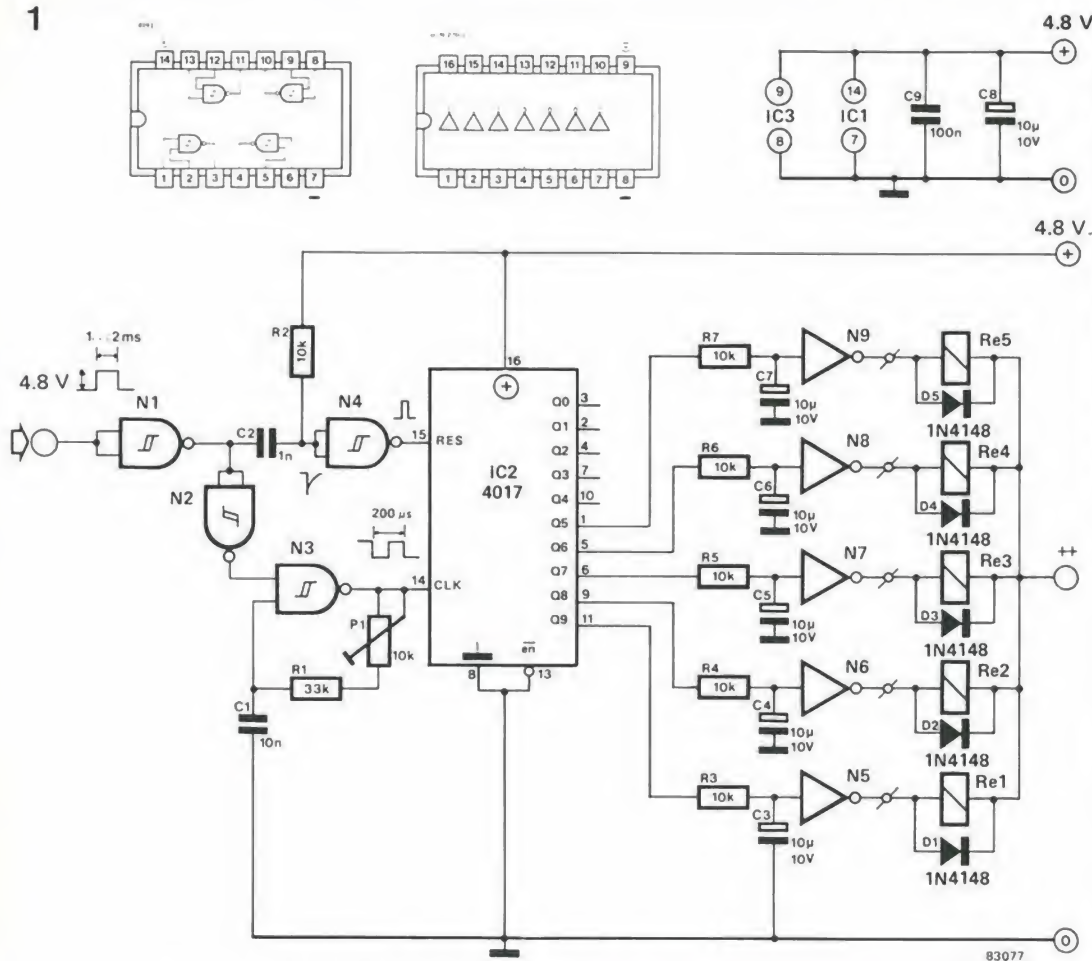 1
14 13 12 11 10 9 8
1 2 3 4 5 6 7
16 15 14 13 12 11 10 9
1 2 3 4 5 6 7 8
4.8 V
+
9
IC3
8
14
IC1
7
C9
100n
C8
10µ
10V
0
4.8 V
+
1...2ms
4.8 V
N1
R2
10k
C2
1n
N4
15
RES
N2
N3
200 µs
14
CLK
P1
10k
R1
33k
C1
10n
16
+
IC2
4017
Q0 3
Q1 2
Q2 4
Q3 7
Q4 10
Q5 1
Q6 5
Q7 6
Q8 9
Q9 11
8
en
13
R7
10k
C7
10µ
10V
N9
Re5
D5
1N4148
R6
10k
C6
10µ
10V
N8
Re4
D4
1N4148
R5
10k
C5
10µ
10V
N7
Re3
D3
1N4148
++
R4
10k
C4
10µ
10V
N6
Re2
D2
1N4148
R3
10k
C3
10µ
10V
N5
Re1
D1
1N4148
0
83077